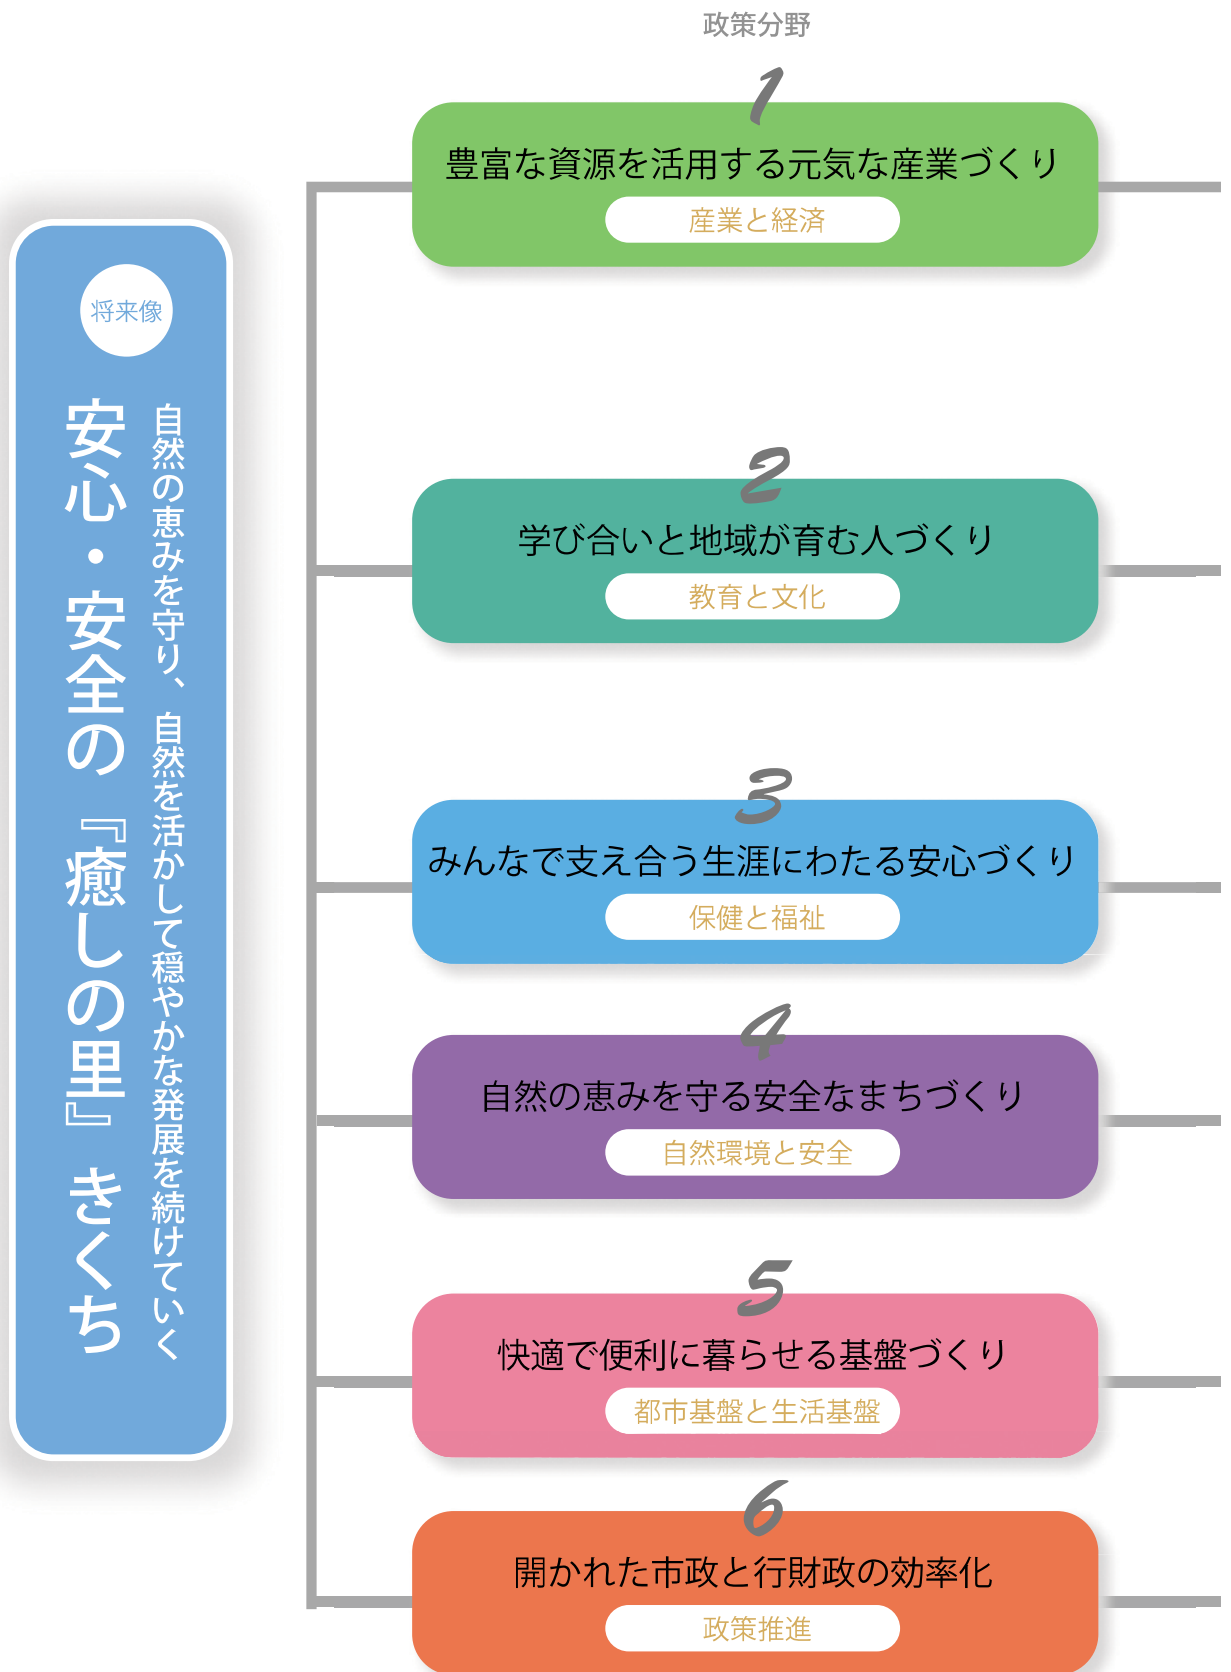 政策分野
将来像
自然の恵みを守り、自然を活かして穏やかな発展を続けていく
安心・安全の『癒しの里』きくち
1
豊富な資源を活用する元気な産業づくり
産業と経済
2
学び合いと地域が育む人づくり
教育と文化
3
みんなで支え合う生涯にわたる安心づくり
保健と福祉
4
自然の恵みを守る安全なまちづくり
自然環境と安全
5
快適で便利に暮らせる基盤づくり
都市基盤と生活基盤
6
開かれた市政と行財政の効率化
政策推進